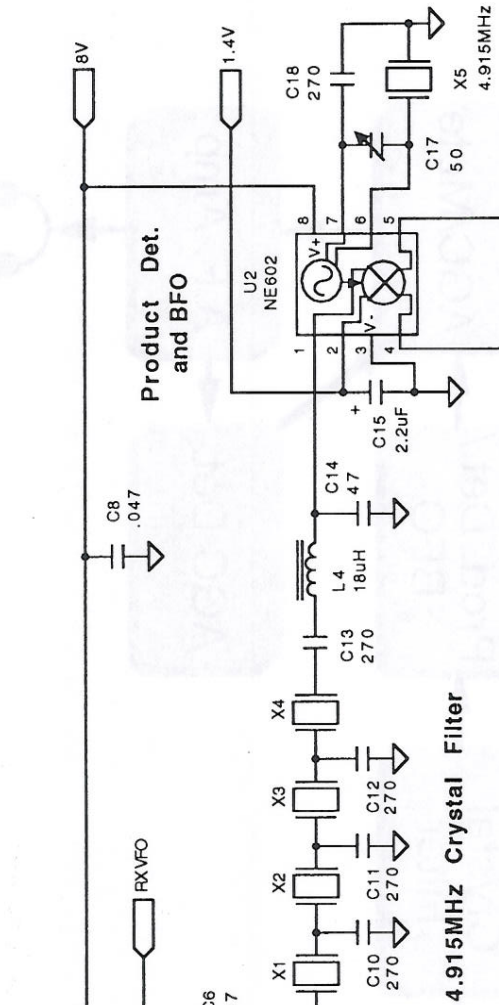 8V
1.4V
C18
270
X5
4.915MHz
C17
50
Product Det.
and BFO
U2
NE602
8
7
6
5
V+
V-
1
2
3
4
+
C15
2.2uF
C8
.047
C14
47
L4
18uH
C13
270
X4
X3
X2
X1
C12
270
C11
270
C10
270
RXVFO
4.915MHz Crystal Filter